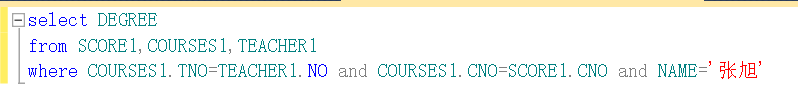 select DEGREE
from SCORE1,COURSES1,TEACHER1
where COURSES1.TNO=TEACHER1.NO and COURSES1.CNO=SCORE1.CNO and NAME='张旭'